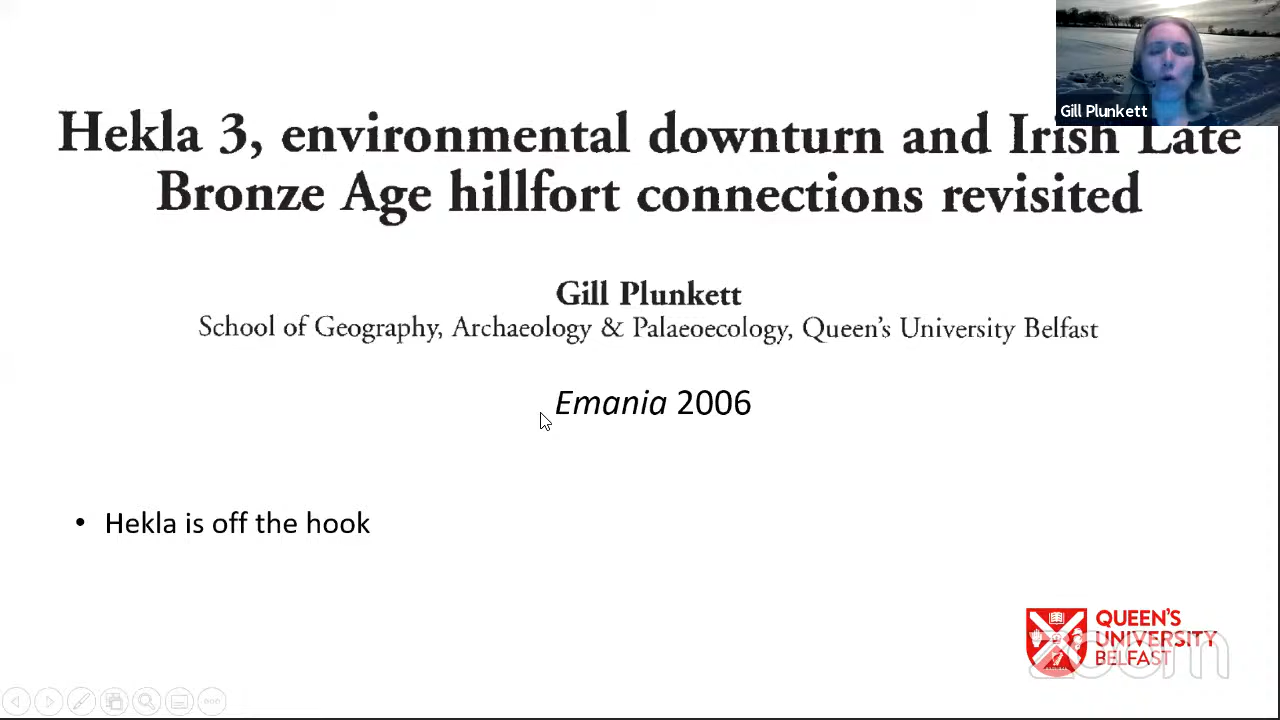 Gill Plunkett
Hekla 3, environmental downturn and Irish Late
Bronze Age hillfort connections revisited
Gill Plunkett
School of Geography, Archaeology & Palaeoecology, Queen's University Belfast
Emania 2006
• Hekla is off the hook
QUEEN'S
UNIVERSITY
BELFAST
zoom